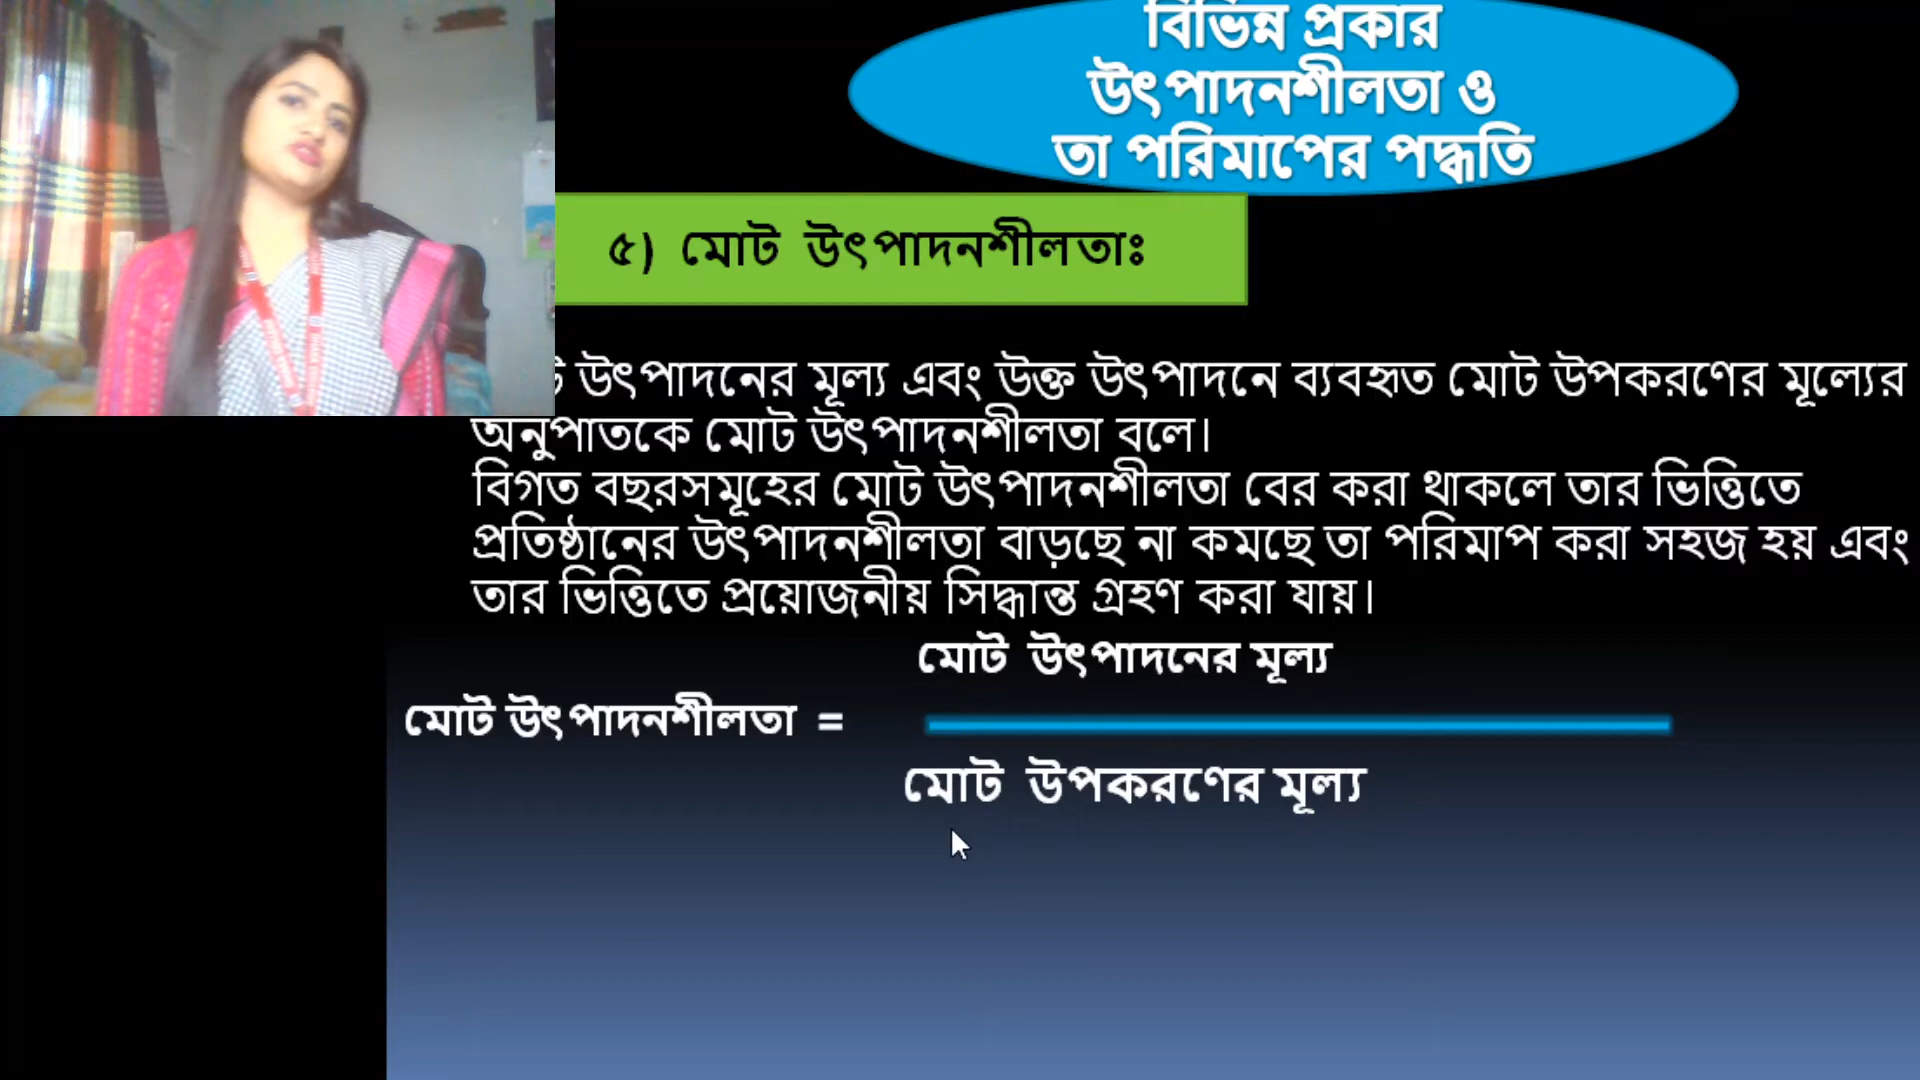 বিভিন্ন প্রকার
উৎপাদনশীলতা ও
তা পরিমাপের পদ্ধতি
৫) মোট উৎপাদনশীলতাঃ
উৎপাদনের মূল্য এবং উক্ত উৎপাদনে ব্যবহৃত মোট উপকরণের মূল্যের
অনুপাতকে মোট উৎপাদনশীলতা বলে।
বিগত বছরসমূহের মোট উৎপাদনশীলতা বের করা থাকলে তার ভিত্তিতে
প্রতিষ্ঠানের উৎপাদনশীলতা বাড়ছে না কমছে তা পরিমাপ করা সহজ হয় এবং
তার ভিত্তিতে প্রয়োজনীয় সিদ্ধান্ত গ্রহণ করা যায়।
মোট উৎপাদনের মূল্য
মোট উৎপাদনশীলতা =
মোট উপকরণের মূল্য